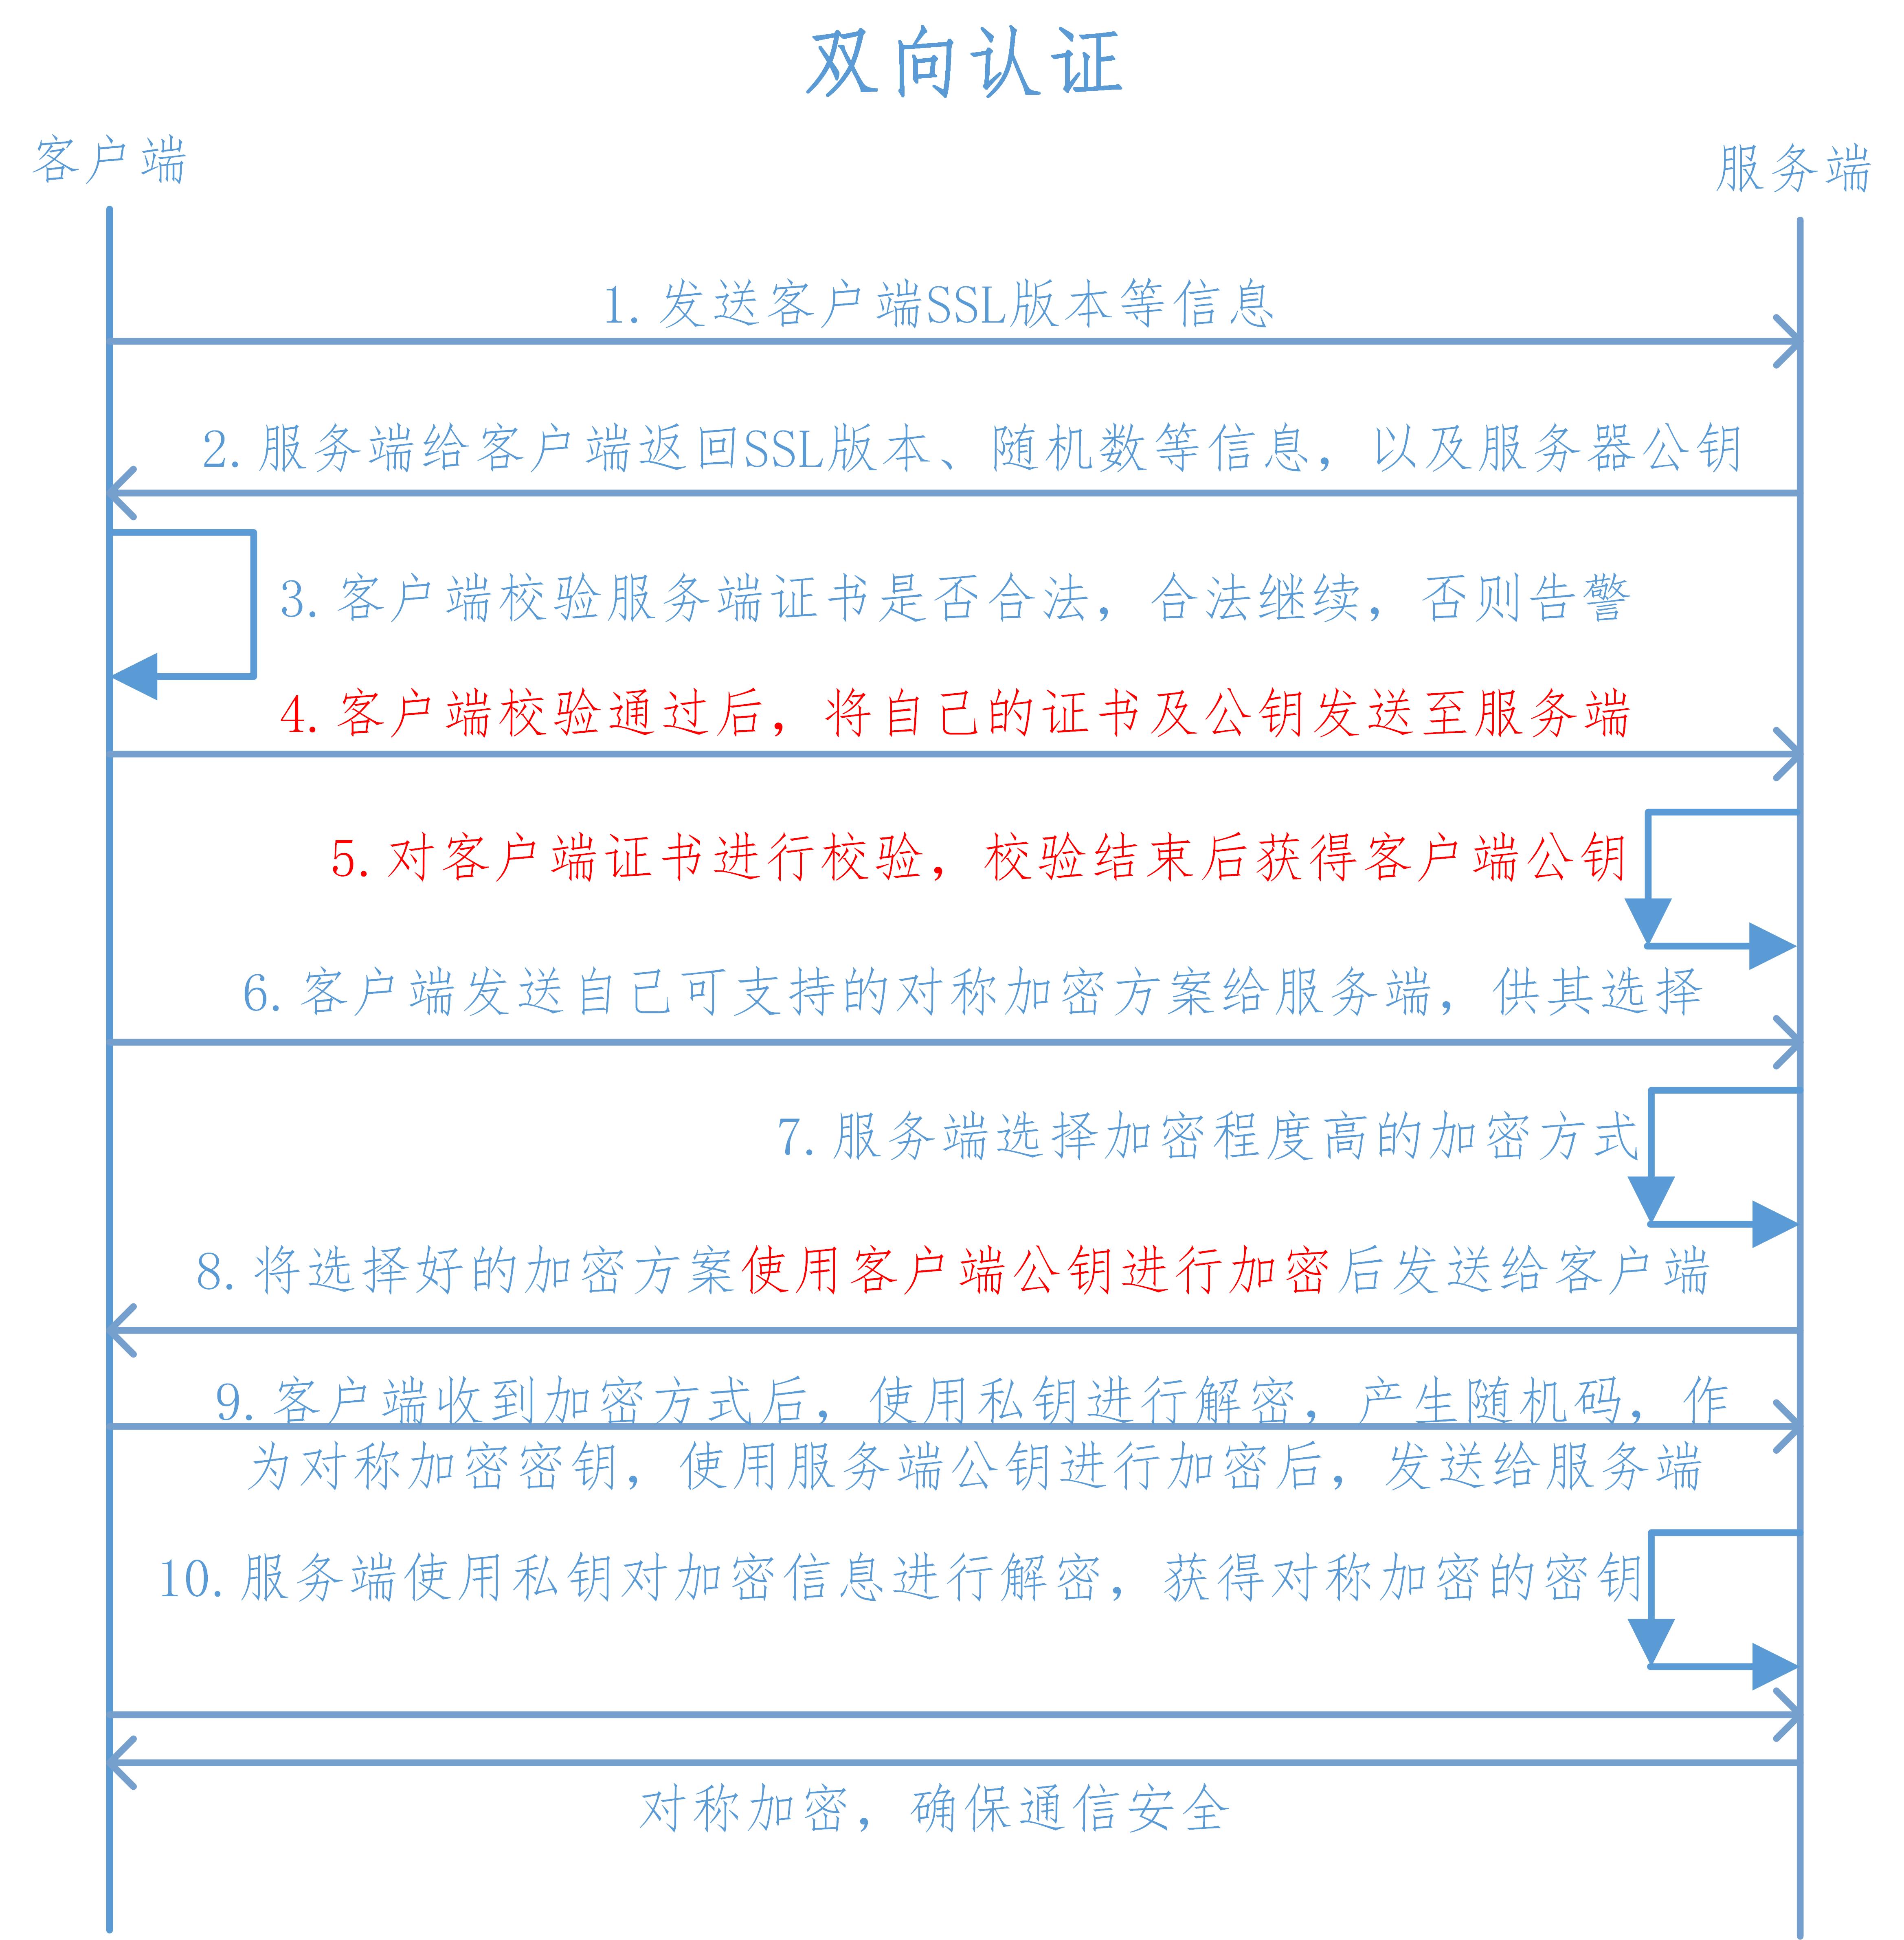 双向认证
客户端
服务端
1.发送客户端SSL版本等信息
2.服务端给客户端返回SSL版本、随机数等信息，以及服务器公钥
3.客户端校验服务端证书是否合法，合法继续，否则告警
4.客户端校验通过后，将自己的证书及公钥发送至服务端
5.对客户端证书进行校验，校验结束后获得客户端公钥
6.客户端发送自己可支持的对称加密方案给服务端，供其选择
7.服务端选择加密程度高的加密方式
8.将选择好的加密方案使用客户端公钥进行加密后发送给客户端
9.客户端收到加密方式后，使用私钥进行解密，产生随机码，作
为对称加密密钥，使用服务端公钥进行加密后，发送给服务端
10.服务端使用私钥对加密信息进行解密，获得对称加密的密钥
对称加密，确保通信安全